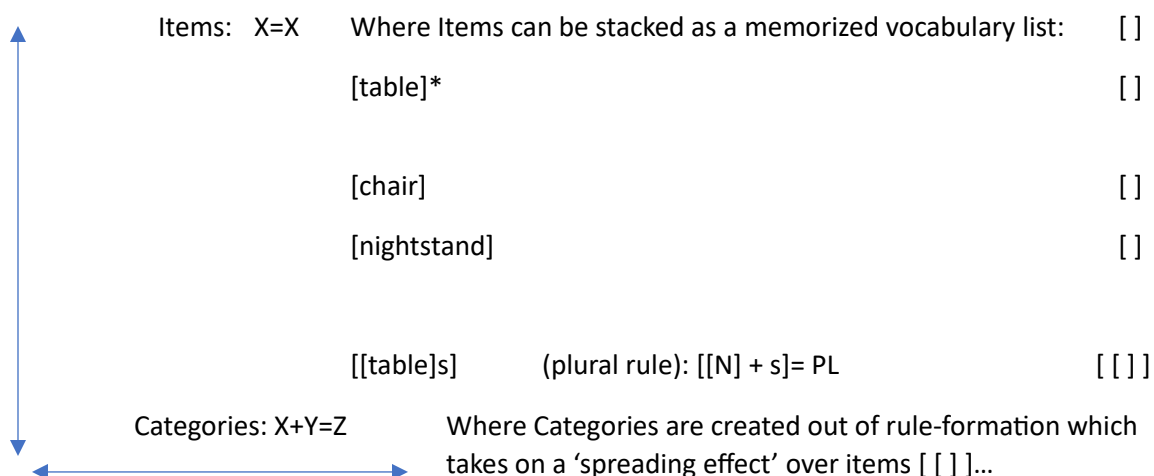 Items: X=X Where Items can be stacked as a memorized vocabulary list: [ ]
[table]* [ ]
[chair] [ ]
[nightstand] [ ]
[[table]s] (plural rule): [[N] + s]= PL [ [ ] ]
Categories: X+Y=Z Where Categories are created out of rule-formation which
takes on a ‘spreading effect’ over items [ [ ] ]…